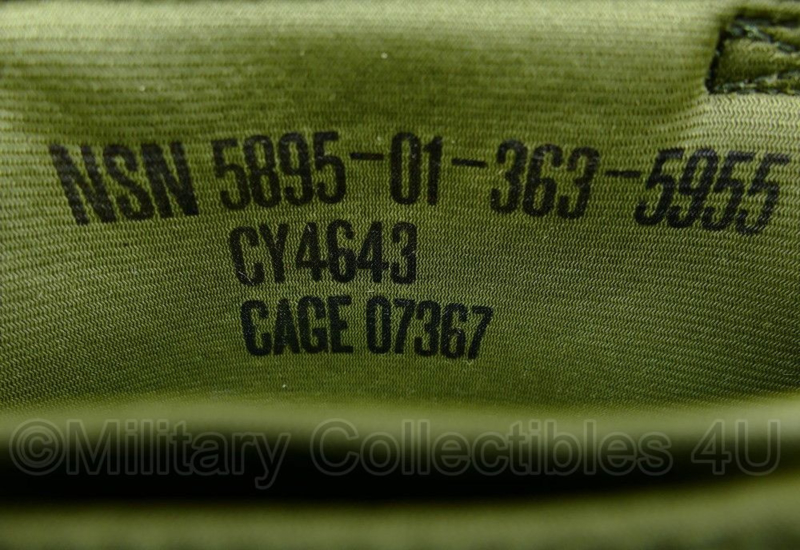 NSN 5895-01-363-5955
CY4643
CAGE 07367
©Military Collectibles 4U